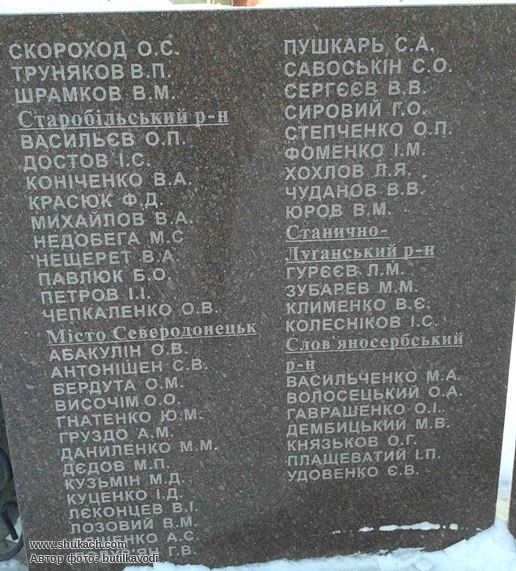 СКОРОХОД О.С.
ТРУНЯКОВ В.П.
ШРАМКОВ В.М.
Старобільський р-н
ВАСИЛЬЄВ О.П.
ДОСТОВ І.С.
КОНІЧЕНКО В.А.
КРАСЮК Ф.Д.
МИХАЙЛОВ В.А.
НЕДОБЕГА М.С
НЕЩЕРЕТ В.А
ПАВЛЮК Б.О
ПЕТРОВ І.І.
ЧЕПКАЛЕНКО О.В.
Місто Сєверодонецьк
АБАКУЛІН О.В.
АНТОНІШЕН С.В.
БЕРДУТА О.М.
ВИСОЧІМ О.О.
ГНАТЕНКО Ю.М.
ГРУЗДО А.М.
ДАНИЛЕНКО М.М.
ДЄДОВ М.П.
КУЗЬМІН М.Д.
КУЦЕНКО І.Д.
ЛЄКОНЦЕВ В.І.
ЛОЗОВИЙ В.М.
А.С.
Г.В.
ПУШКАРЬ С.А.
САВОСЬКІН С.О.
СЕРГЄЄВ В.В.
СИРОВИЙ Г.О.
СТЕПЧЕНКО О.П.
ФОМЕНКО І.М.
ХОХЛОВ Л.Я.
ЧУДАНОВ В.В.
ЮРОВ В.М.
Станично-
Луганський р-н
ГУРЄЄВ Л.М.
ЗУБАРЕВ М.М.
КЛИМЕНКО В.Є.
КОЛЕСНІКОВ І.С.
Слов'яносербський
р-н
ВАСИЛЬЧЕНКО М.А.
ВОЛОСЕЦЬКИЙ О.А.
ГАВРАШЕНКО О.І.
ДЕМБИЦЬКИЙ М.В.
КНЯЗЬКОВ О.Г.
ПЛАЩЕВАТИЙ І.П.
УДОВЕНКО Є.В.
www.shukach.com
Автор фото: butilkavodi